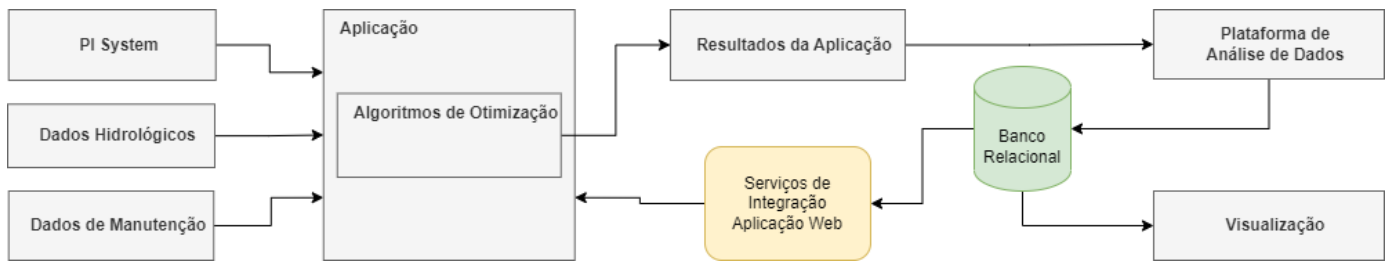 PI System
Dados Hidrológicos
Dados de Manutenção
Aplicação
Algoritmos de Otimização
Resultados da Aplicação
Plataforma de
Análise de Dados
Banco
Relacional
Serviços de
Integração
Aplicação Web
Visualização